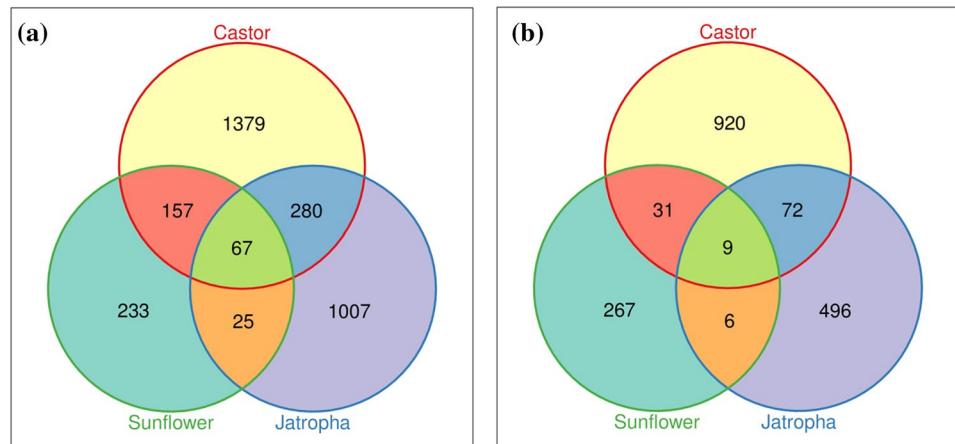 (a)
Castor
1379
157
280
67
233
25
1007
Sunflower
Jatropha
(b)
Castor
920
31
72
9
267
6
496
Sunflower
Jatropha